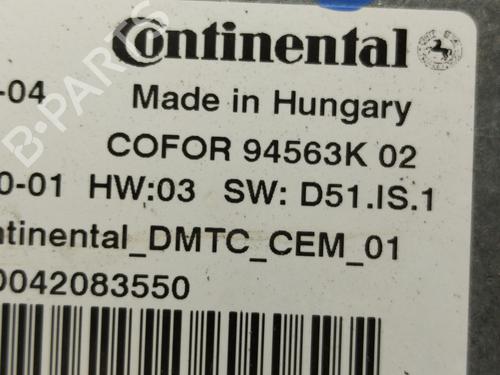 Continental
-04 Made in Hungary
COFOR 94563K 02
0-01 HW:03 SW: D51.IS.1
ntinental_DMTC_CEM_01
0042083550
B-PARTS